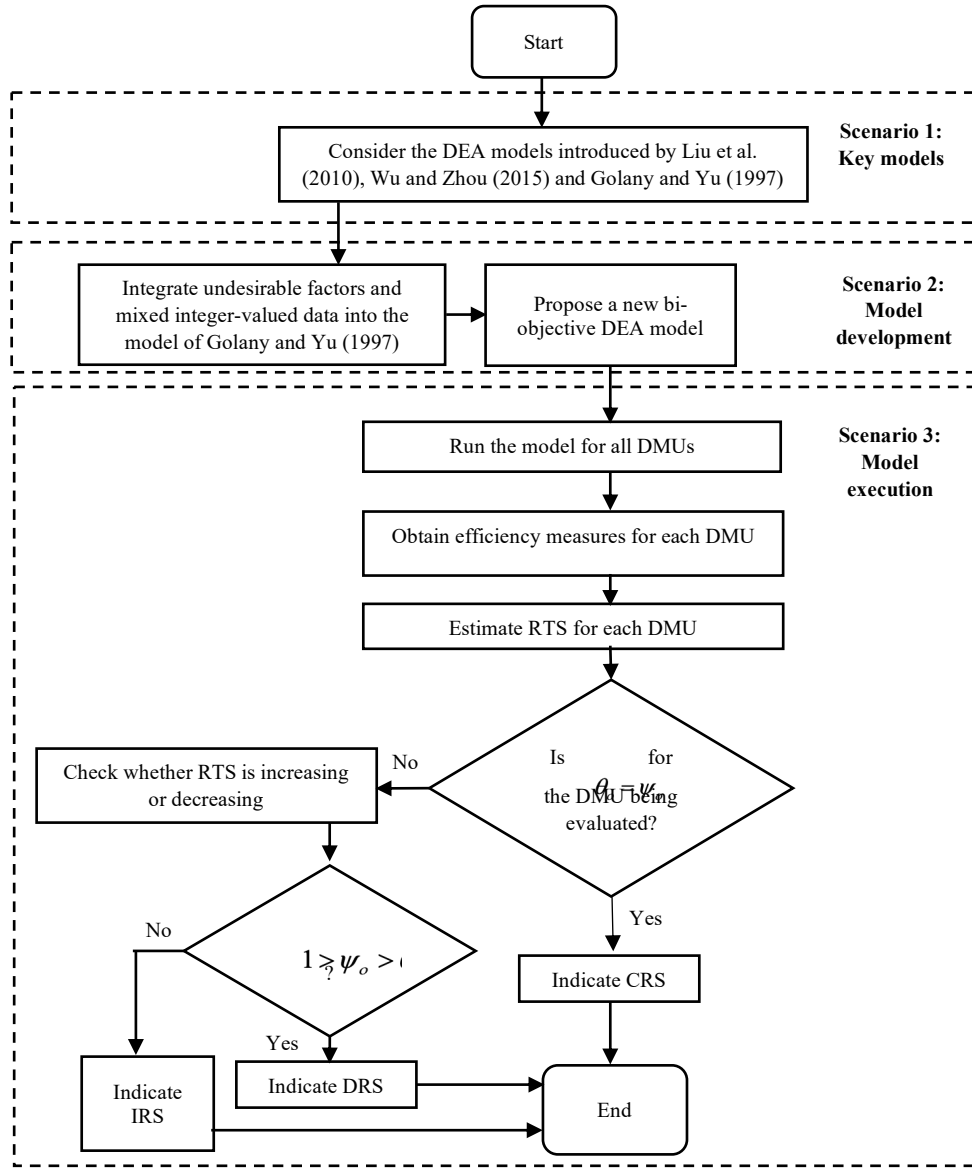 Start
Scenario 1:
Key models
Consider the DEA models introduced by Liu et al.
(2010), Wu and Zhou (2015) and Golany and Yu (1997)
Scenario 2:
Model
development
Integrate undesirable factors and
mixed integer-valued data into the
model of Golany and Yu (1997)
Propose a new bi-
objective DEA model
Scenario 3:
Model
execution
Run the model for all DMUs
Obtain efficiency measures for each DMU
Estimate RTS for each DMU
Is for
the DMU being
evaluated?
No
Check whether RTS is increasing
or decreasing
Yes
No
1 ≥ ψₒ >
?
Indicate CRS
Yes
Indicate DRS
Indicate
IRS
End